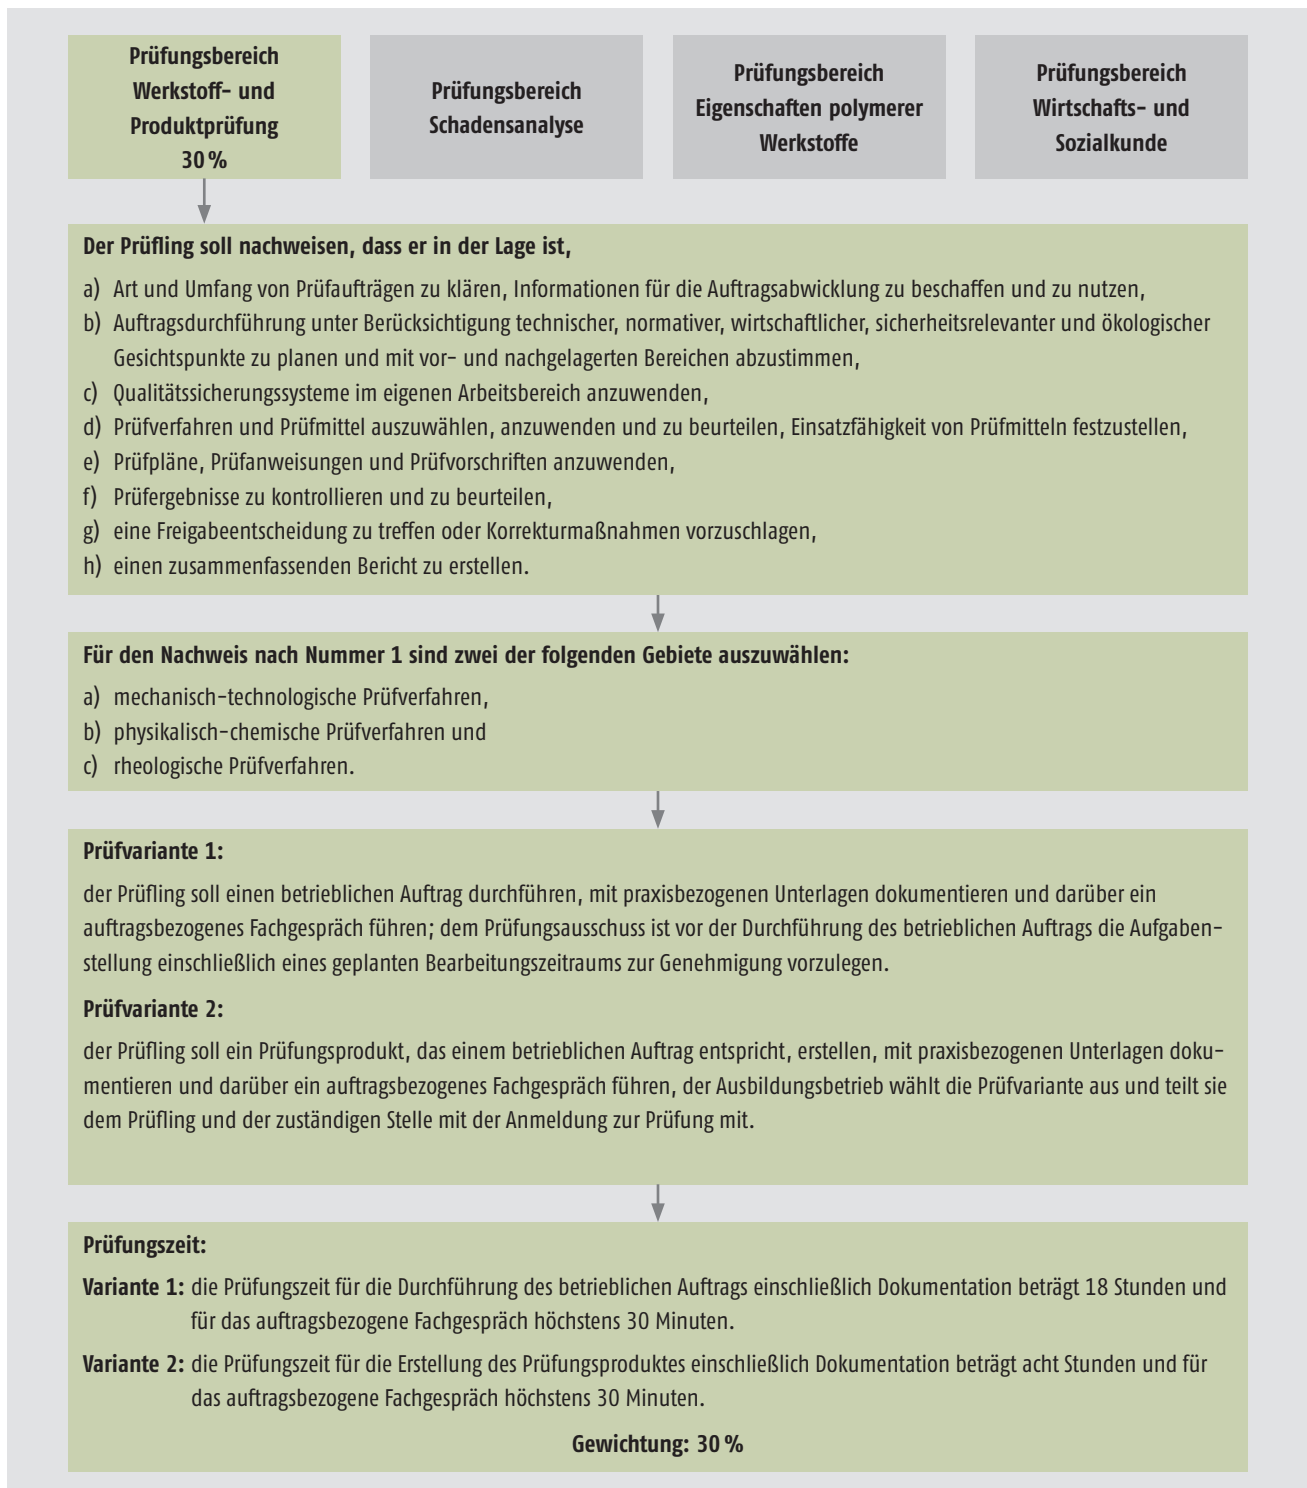 Prüfungsbereich
Werkstoff- und
Produktprüfung
30 %
Prüfungsbereich
Schadensanalyse
Prüfungsbereich
Eigenschaften polymerer
Werkstoffe
Prüfungsbereich
Wirtschafts- und
Sozialkunde
Der Prüfling soll nachweisen, dass er in der Lage ist,
a) Art und Umfang von Prüfaufträgen zu klären, Informationen für die Auftragsabwicklung zu beschaffen und zu nutzen,
b) Auftragsdurchführung unter Berücksichtigung technischer, normativer, wirtschaftlicher, sicherheitsrelevanter und ökologischer
Gesichtspunkte zu planen und mit vor- und nachgelagerten Bereichen abzustimmen,
c) Qualitätssicherungssysteme im eigenen Arbeitsbereich anzuwenden,
d) Prüfverfahren und Prüfmittel auszuwählen, anzuwenden und zu beurteilen, Einsatzfähigkeit von Prüfmitteln festzustellen,
e) Prüfpläne, Prüfanweisungen und Prüfvorschriften anzuwenden,
f) Prüfergebnisse zu kontrollieren und zu beurteilen,
g) eine Freigabeentscheidung zu treffen oder Korrekturmaßnahmen vorzuschlagen,
h) einen zusammenfassenden Bericht zu erstellen.
Für den Nachweis nach Nummer 1 sind zwei der folgenden Gebiete auszuwählen:
a) mechanisch-technologische Prüfverfahren,
b) physikalisch-chemische Prüfverfahren und
c) rheologische Prüfverfahren.
Prüfvariante 1:
der Prüfling soll einen betrieblichen Auftrag durchführen, mit praxisbezogenen Unterlagen dokumentieren und darüber ein
auftragsbezogenes Fachgespräch führen; dem Prüfungsausschuss ist vor der Durchführung des betrieblichen Auftrags die Aufgaben-
stellung einschließlich eines geplanten Bearbeitungszeitraums zur Genehmigung vorzulegen.
Prüfvariante 2:
der Prüfling soll ein Prüfungsprodukt, das einem betrieblichen Auftrag entspricht, erstellen, mit praxisbezogenen Unterlagen doku-
mentieren und darüber ein auftragsbezogenes Fachgespräch führen, der Ausbildungsbetrieb wählt die Prüfvariante aus und teilt sie
dem Prüfling und der zuständigen Stelle mit der Anmeldung zur Prüfung mit.
Prüfungszeit:
Variante 1: die Prüfungszeit für die Durchführung des betrieblichen Auftrags einschließlich Dokumentation beträgt 18 Stunden und
für das auftragsbezogene Fachgespräch höchstens 30 Minuten.
Variante 2: die Prüfungszeit für die Erstellung des Prüfungsproduktes einschließlich Dokumentation beträgt acht Stunden und für
das auftragsbezogene Fachgespräch höchstens 30 Minuten.
Gewichtung: 30 %